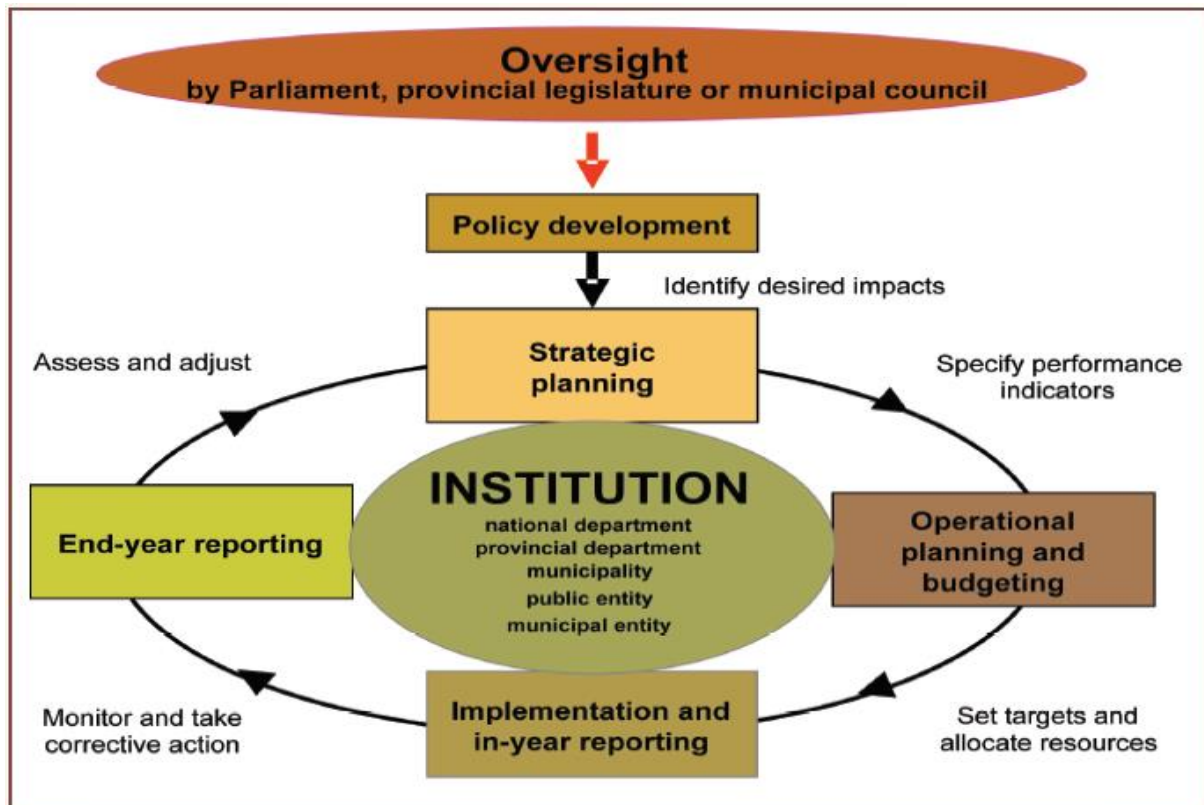 Oversight
by Parliament, provincial legislature or municipal council
Policy development
Identify desired impacts
Strategic
planning
Assess and adjust
Specify performance
indicators
INSTITUTION
national department
provincial department
municipality
public entity
municipal entity
End-year reporting
Operational
planning and
budgeting
Implementation and
in-year reporting
Monitor and take
corrective action
Set targets and
allocate resources